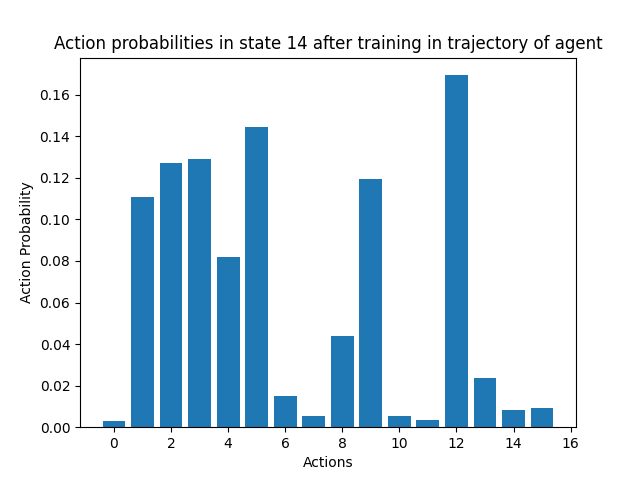 Action probabilities in state 14 after training in trajectory of agent
0.16
0.14
0.12
0.10
0.08
0.06
0.04
0.02
0.00
Action Probability
0 2 4 6 8 10 12 14 16
Actions